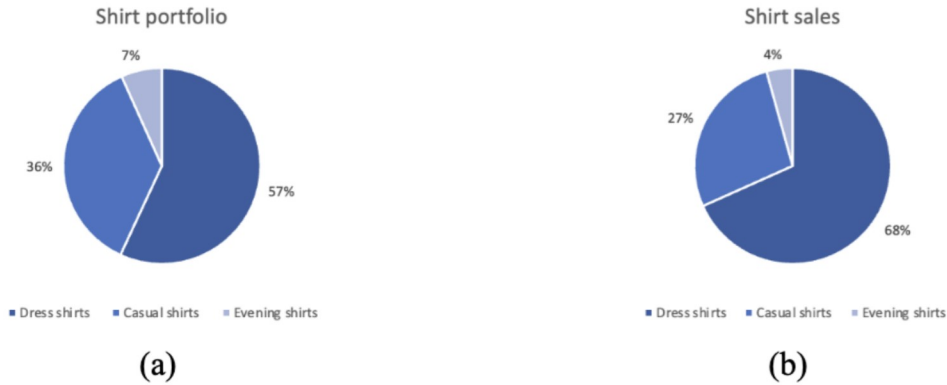 Shirt portfolio
7%
36%
57%
Dress shirts Casual shirts Evening shirts
(a)
Shirt sales
4%
27%
68%
Dress shirts Casual shirts Evening shirts
(b)